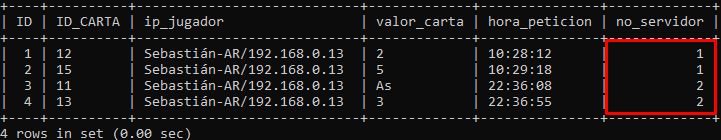 | ID | ID_CARTA | ip_jugador | valor_carta | hora_peticion | no_servidor |
| 1 | 12 | Sebastián-AR/192.168.0.13 | 2 | 10:28:12 | 1 |
| 2 | 15 | Sebastián-AR/192.168.0.13 | 5 | 10:29:18 | 1 |
| 3 | 11 | Sebastián-AR/192.168.0.13 | As | 22:36:08 | 2 |
| 4 | 13 | Sebastián-AR/192.168.0.13 | 3 | 22:36:55 | 2 |
4 rows in set (0.00 sec)